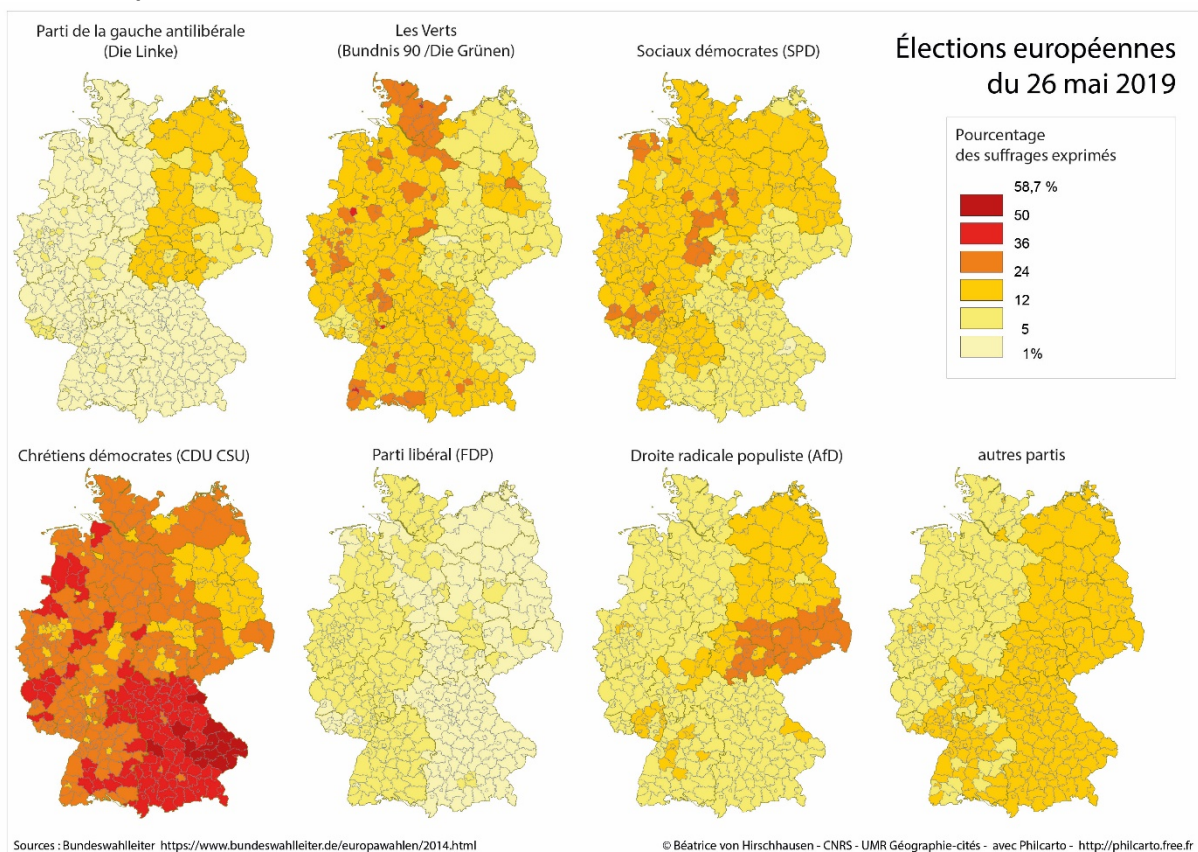 Parti de la gauche antilibérale
(Die Linke)
Les Verts
(Bundnis 90 /Die Grünen)
Sociaux démocrates (SPD)
Élections européennes
du 26 mai 2019
Pourcentage
des suffrages exprimés
58,7 %
50
36
24
12
5
1%
Chrétiens démocrates (CDU CSU)
Parti libéral (FDP)
Droite radicale populiste (AfD)
autres partis
Sources : Bundeswahlleiter https://www.bundeswahlleiter.de/europawahlen/2014.html
© Béatrice von Hirschhausen - CNRS - UMR Géographie-cités - avec Philcarto - http://philcarto.free.fr